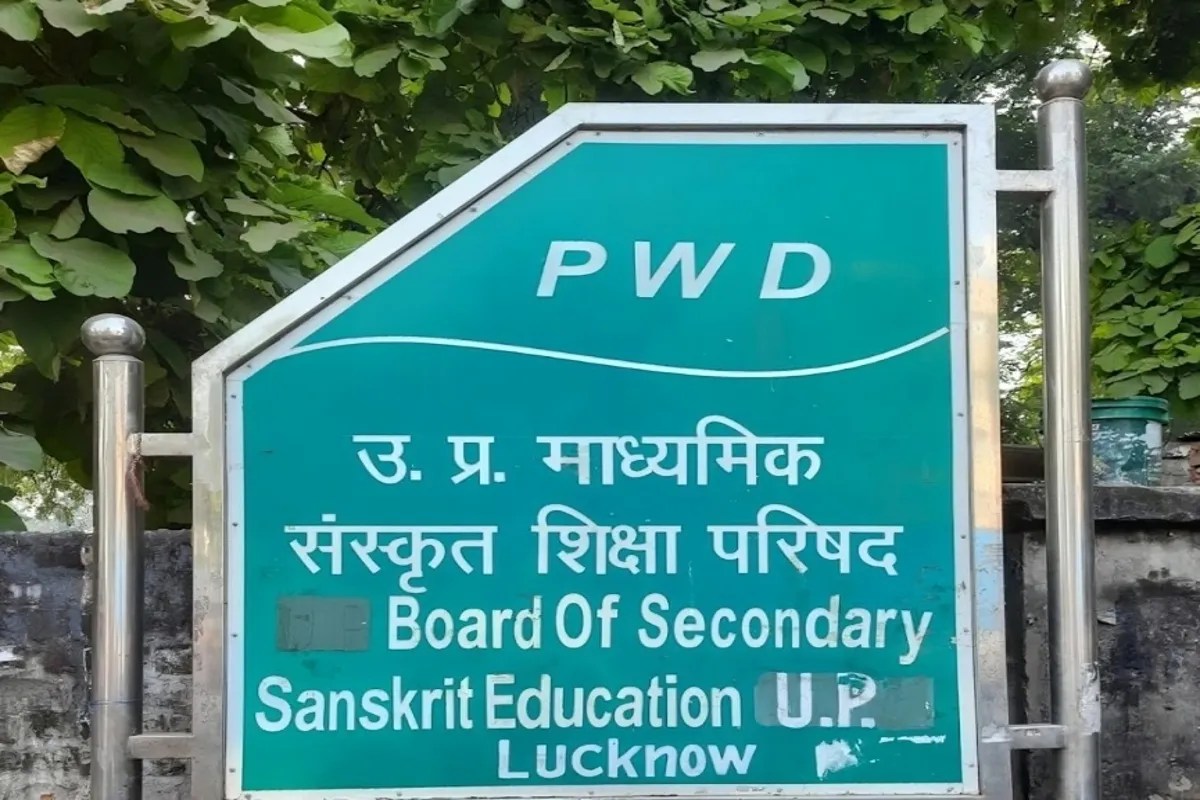 PWD
उ. प्र. माध्यमिक
संस्कृत शिक्षा परिषद
Board Of Secondary
Sanskrit Education U.P.
Lucknow